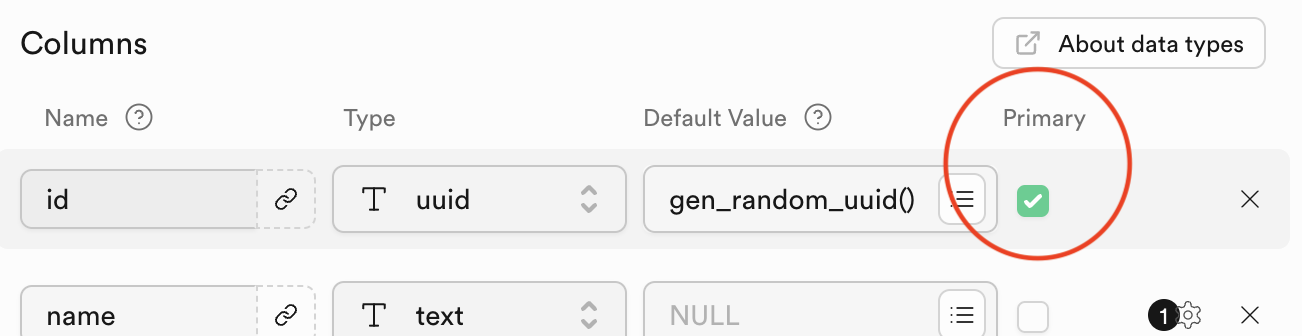 Columns
About data types
Name ? Type Default Value ? Primary
id uuid gen_random_uuid()
name text NULL 1